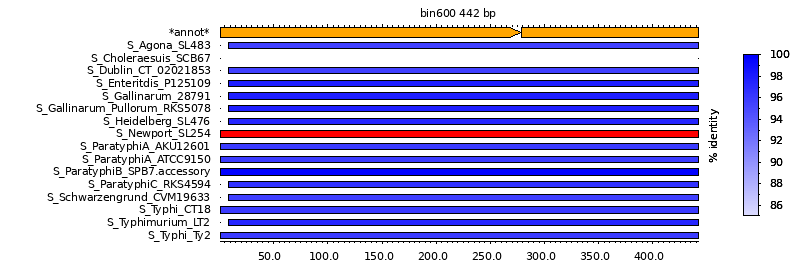 bin600 442 bp
*annot*
S_Agona_SL483
S_Choleraesuis_SCB67
S_Dublin_CT_02021853
S_Enteritdis_P125109
S_Gallinarum_28791
S_Gallinarum_Pullorum_RKS5078
S_Heidelberg_SL476
S_Newport_SL254
S_ParatyphiA_AKU12601
S_ParatyphiA_ATCC9150
S_ParatyphiB_SPB7.accessory
S_ParatyphiC_RKS4594
S_Schwarzengrund_CVM19633
S_Typhi_CT18
S_Typhimurium_LT2
S_Typhi_Ty2
50.0 100.0 150.0 200.0 250.0 300.0 350.0 400.0
% identity
100
98
96
94
92
90
88
86